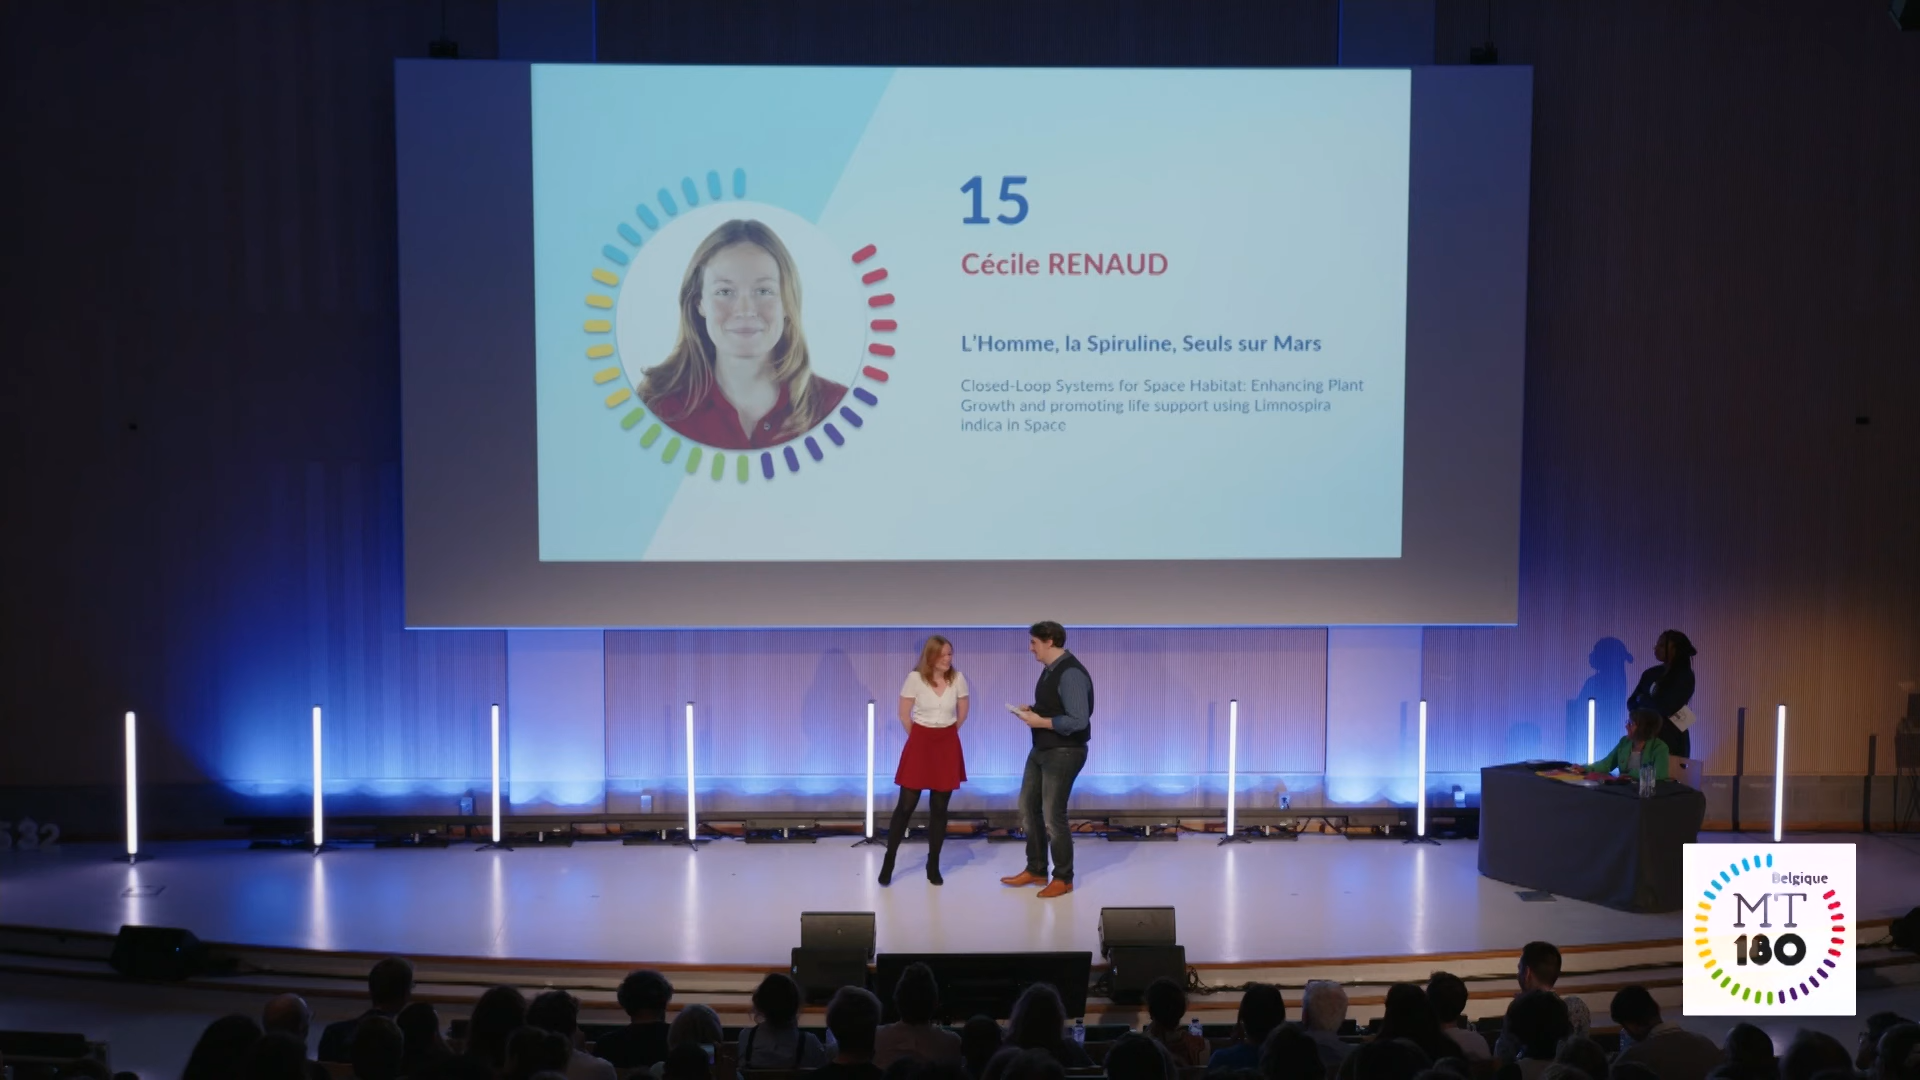 15
Cécile RENAUD
L'Homme, la Spiruline, Seuls sur Mars
Closed-Loop Systems for Space Habitat: Enhancing Plant
Growth and promoting life support using Limnospira
indica in Space
Belgique
MT
180